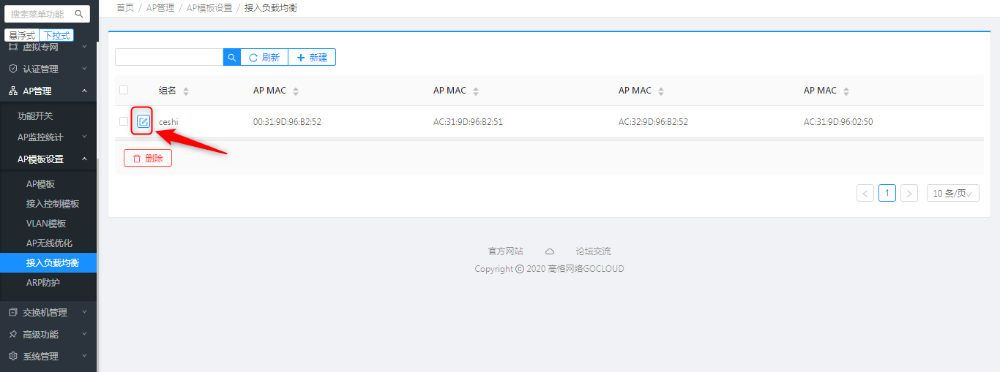 搜索菜单功能
悬浮式 下拉式
虚拟专网
认证管理
AP管理
功能开关
AP监控统计
AP模板设置
AP模板
接入控制模板
VLAN模板
AP无线优化
接入负载均衡
ARP防护
交换机管理
高级功能
系统管理
首页 / AP管理 / AP模板设置 / 接入负载均衡
刷新 新建
组名 AP MAC AP MAC AP MAC AP MAC
ceshi 00:31:9D:96:B2:52 AC:31:9D:96:B2:51 AC:32:9D:96:B2:52 AC:31:9D:96:02:50
删除
1 10 条/页
官方网站 论坛交流
Copyright © 2020 高恪网络GOCLOUD